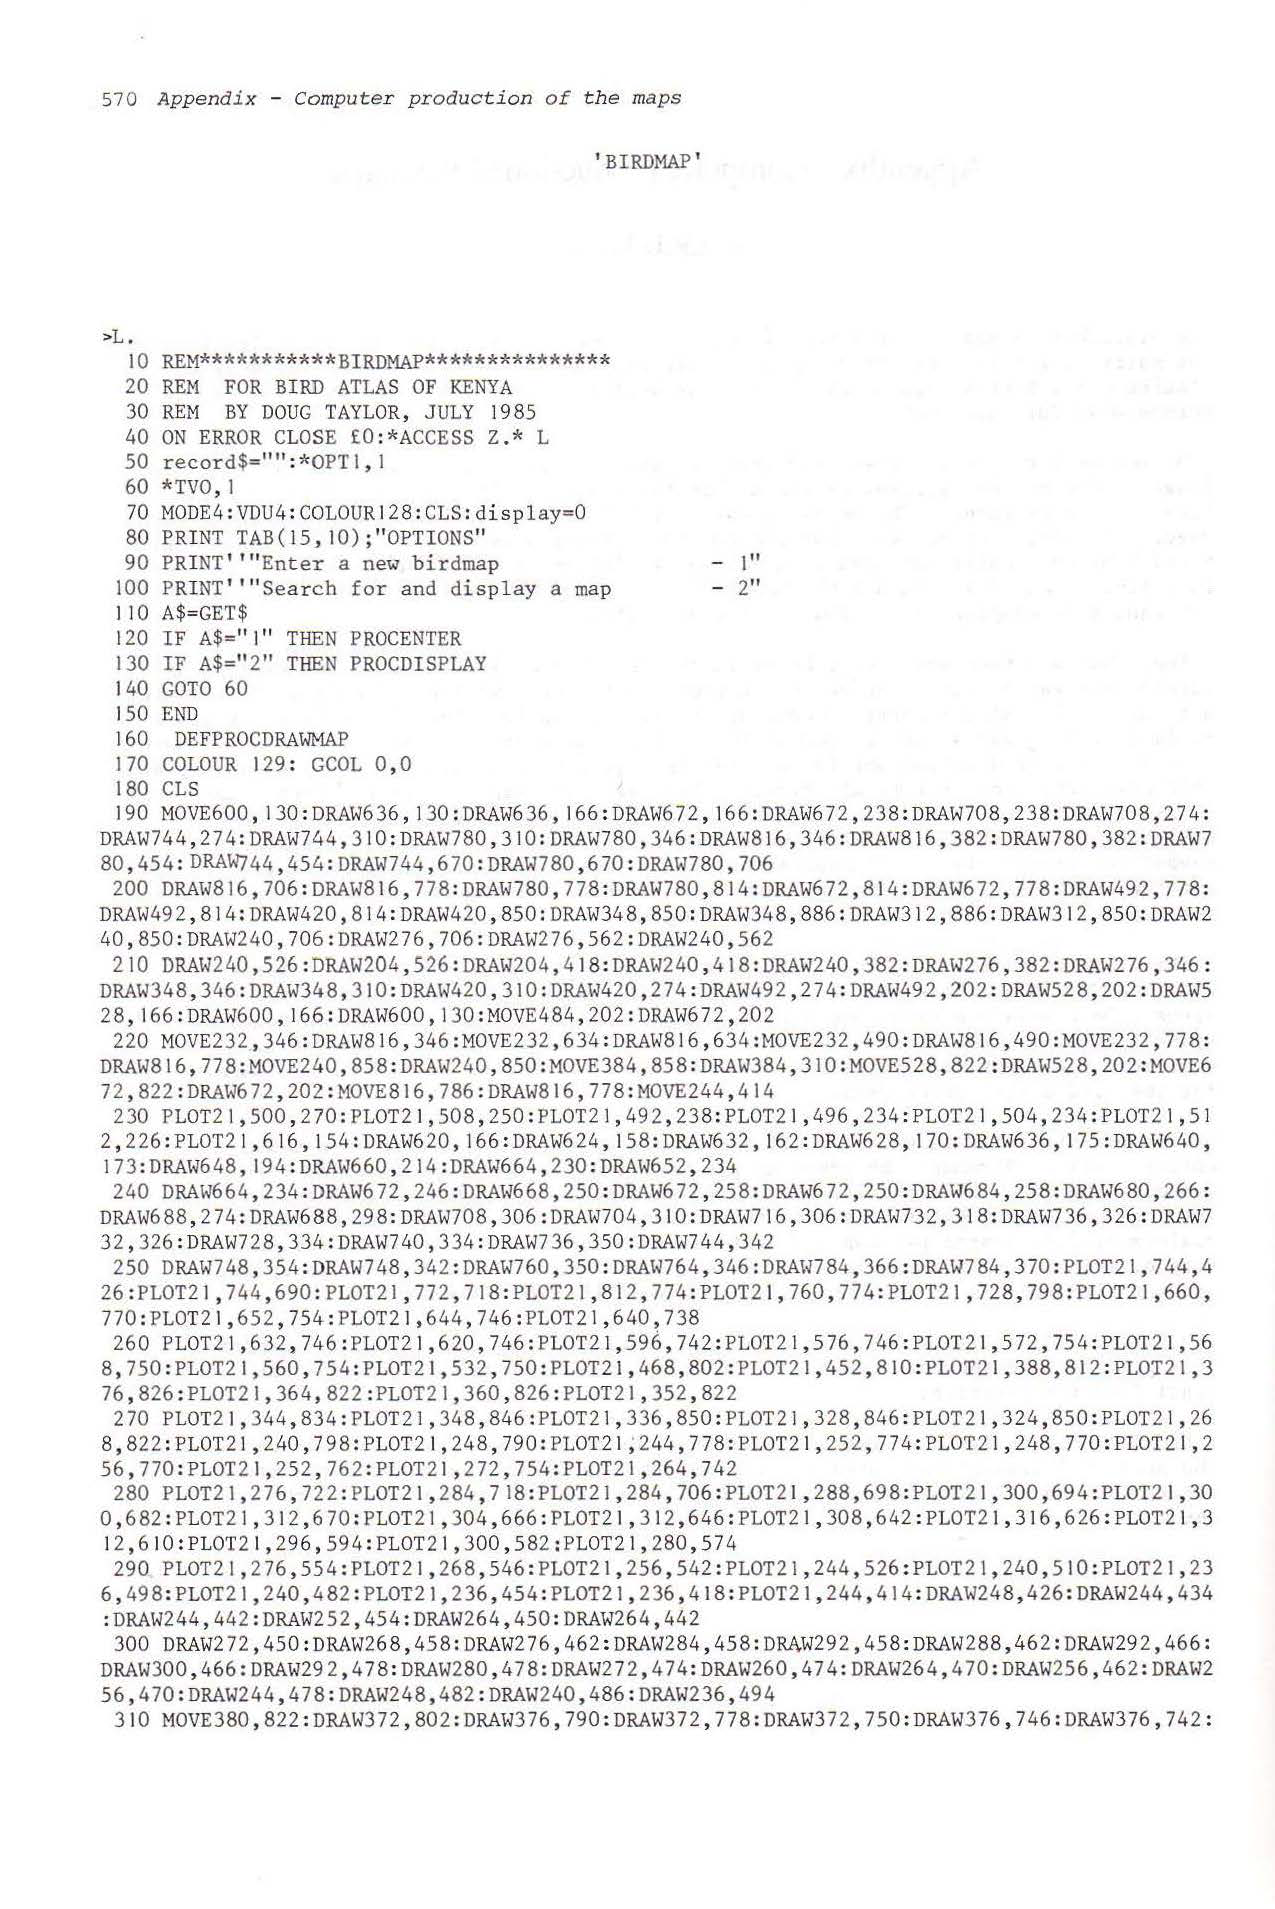 570 Appendix - Computer production of the maps
'BIRDMAP'
>L.
10 REM***********BIRDMAP***************
20 REM  FOR BIRD ATLAS OF KENYA
30 REM  BY DOUG TAYLOR, JULY 1985
40 ON ERROR CLOSE £0:*ACCESS Z.* L
50 record$="":*OPT1,1
60 *TV0,1
70 MODE4:VDU4:COLOUR128:CLS:display=0
80 PRINT TAB(15,10);"OPTIONS"
90 PRINT''"Enter a new birdmap          - 1"
100 PRINT''"Search for and display a map          - 2"
110 A$=GET$
120 IF A$="1" THEN PROCENTER
130 IF A$="2" THEN PROCDISPLAY
140 GOTO 60
150 END
160  DEFPROCDRAWMAP
170 COLOUR 129: GCOL 0,0
180 CLS
190 MOVE600,130:DRAW636,130:DRAW636,166:DRAW672,166:DRAW672,238:DRAW708,238:DRAW708,274:
DRAW744,274:DRAW744,310:DRAW780,310:DRAW780,346:DRAW816,346:DRAW816,382:DRAW780,382:DRAW7
80,454:DRAW744,454:DRAW744,670:DRAW780,670:DRAW780,706
200 DRAW816,706:DRAW816,778:DRAW780,778:DRAW780,814:DRAW672,814:DRAW672,778:DRAW492,778:
DRAW492,814:DRAW420,814:DRAW420,850:DRAW348,850:DRAW348,886:DRAW312,886:DRAW312,850:DRAW2
40,850:DRAW240,706:DRAW276,706:DRAW276,562:DRAW240,562
210 DRAW240,526:DRAW204,526:DRAW204,418:DRAW240,418:DRAW240,382:DRAW276,382:DRAW276,346:
DRAW348,346:DRAW348,310:DRAW420,310:DRAW420,274:DRAW492,274:DRAW492,202:DRAW528,202:DRAW5
28,166:DRAW600,166:DRAW600,130:MOVE484,202:DRAW672,202
220 MOVE232,346:DRAW816,346:MOVE232,634:DRAW816,634:MOVE232,490:DRAW816,490:MOVE232,778:
DRAW816,778:MOVE240,858:DRAW240,850:MOVE384,858:DRAW384,310:MOVE528,822:DRAW528,202:MOVE6
72,822:DRAW672,202:MOVE816,786:DRAW816,778:MOVE244,414
230 PLOT21,500,270:PLOT21,508,250:PLOT21,492,238:PLOT21,496,234:PLOT21,504,234:PLOT21,51
2,226:PLOT21,616,154:DRAW620,166:DRAW624,158:DRAW632,162:DRAW628,170:DRAW636,175:DRAW640,
173:DRAW648,194:DRAW660,214:DRAW664,230:DRAW652,234
240 DRAW664,234:DRAW672,246:DRAW668,250:DRAW672,258:DRAW672,250:DRAW684,258:DRAW680,266:
DRAW688,274:DRAW688,298:DRAW708,306:DRAW704,310:DRAW716,306:DRAW732,318:DRAW736,326:DRAW7
32,326:DRAW728,334:DRAW740,334:DRAW736,350:DRAW744,342
250 DRAW748,354:DRAW748,342:DRAW760,350:DRAW764,346:DRAW784,366:DRAW784,370:PLOT21,744,4
26:PLOT21,744,690:PLOT21,772,718:PLOT21,812,774:PLOT21,760,774:PLOT21,728,798:PLOT21,660,
770:PLOT21,652,754:PLOT21,644,746:PLOT21,640,738
260 PLOT21,632,746:PLOT21,620,746:PLOT21,596,742:PLOT21,576,746:PLOT21,572,754:PLOT21,56
8,750:PLOT21,560,754:PLOT21,532,750:PLOT21,468,802:PLOT21,452,810:PLOT21,388,812:PLOT21,3
76,826:PLOT21,364,822:PLOT21,360,826:PLOT21,352,822
270 PLOT21,344,834:PLOT21,348,846:PLOT21,336,850:PLOT21,328,846:PLOT21,324,850:PLOT21,26
8,822:PLOT21,240,798:PLOT21,248,790:PLOT21,244,778:PLOT21,252,774:PLOT21,248,770:PLOT21,2
56,770:PLOT21,252,762:PLOT21,272,754:PLOT21,264,742
280 PLOT21,276,722:PLOT21,284,718:PLOT21,284,706:PLOT21,288,698:PLOT21,300,694:PLOT21,30
0,682:PLOT21,312,670:PLOT21,304,666:PLOT21,312,646:PLOT21,308,642:PLOT21,316,626:PLOT21,3
12,610:PLOT21,296,594:PLOT21,300,582:PLOT21,280,574
290 PLOT21,276,554:PLOT21,268,546:PLOT21,256,542:PLOT21,244,526:PLOT21,240,510:PLOT21,23
6,498:PLOT21,240,482:PLOT21,236,454:PLOT21,236,418:PLOT21,244,414:DRAW248,426:DRAW244,434
:DRAW244,442:DRAW252,454:DRAW264,450:DRAW264,442
300 DRAW272,450:DRAW268,458:DRAW276,462:DRAW284,458:DRAW292,458:DRAW288,462:DRAW292,466:
DRAW300,466:DRAW292,478:DRAW280,478:DRAW272,474:DRAW260,474:DRAW264,470:DRAW256,462:DRAW2
56,470:DRAW244,478:DRAW248,482:DRAW240,486:DRAW236,494
310 MOVE380,822:DRAW372,802:DRAW376,790:DRAW372,778:DRAW372,750:DRAW376,746:DRAW376,742: